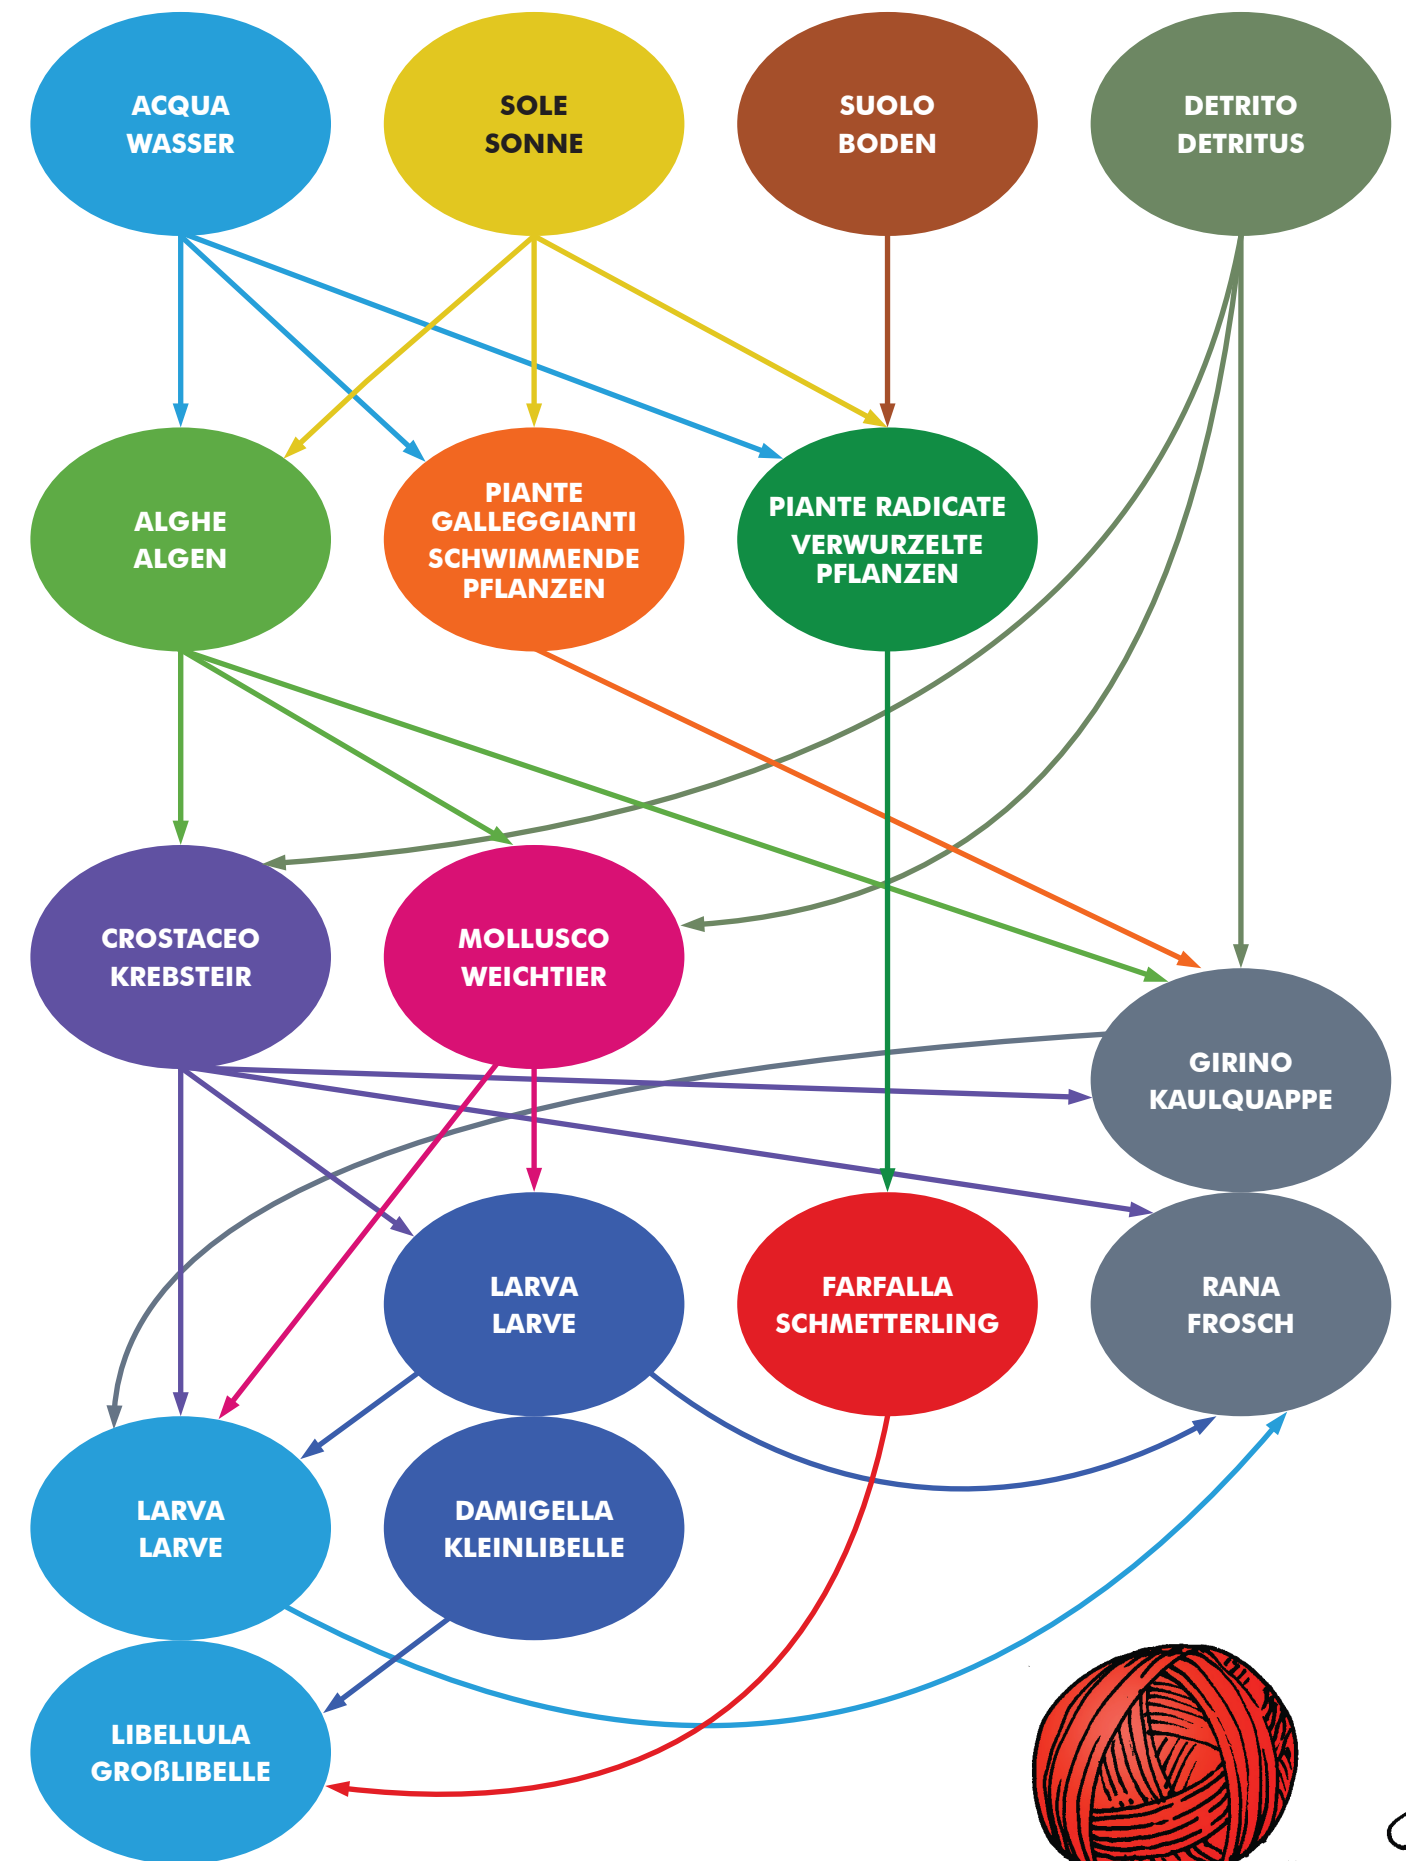 ACQUA
WASSER
SOLE
SONNE
SUOLO
BODEN
DETRITO
DETRITUS
ALGHE
ALGEN
PIANTE
GALLEGGIANTI
SCHWIMMENDE
PFLANZEN
PIANTE RADICATE
VERWURZELTE
PFLANZEN
CROSTACEO
KREBSTEIR
MOLLUSCO
WEICHTIER
GIRINO
KAULQUAPPE
LARVA
LARVE
FARFALLA
SCHMETTERLING
RANA
FROSCH
LARVA
LARVE
DAMIGELLA
KLEINLIBELLE
LIBELLULA
GROßLIBELLE